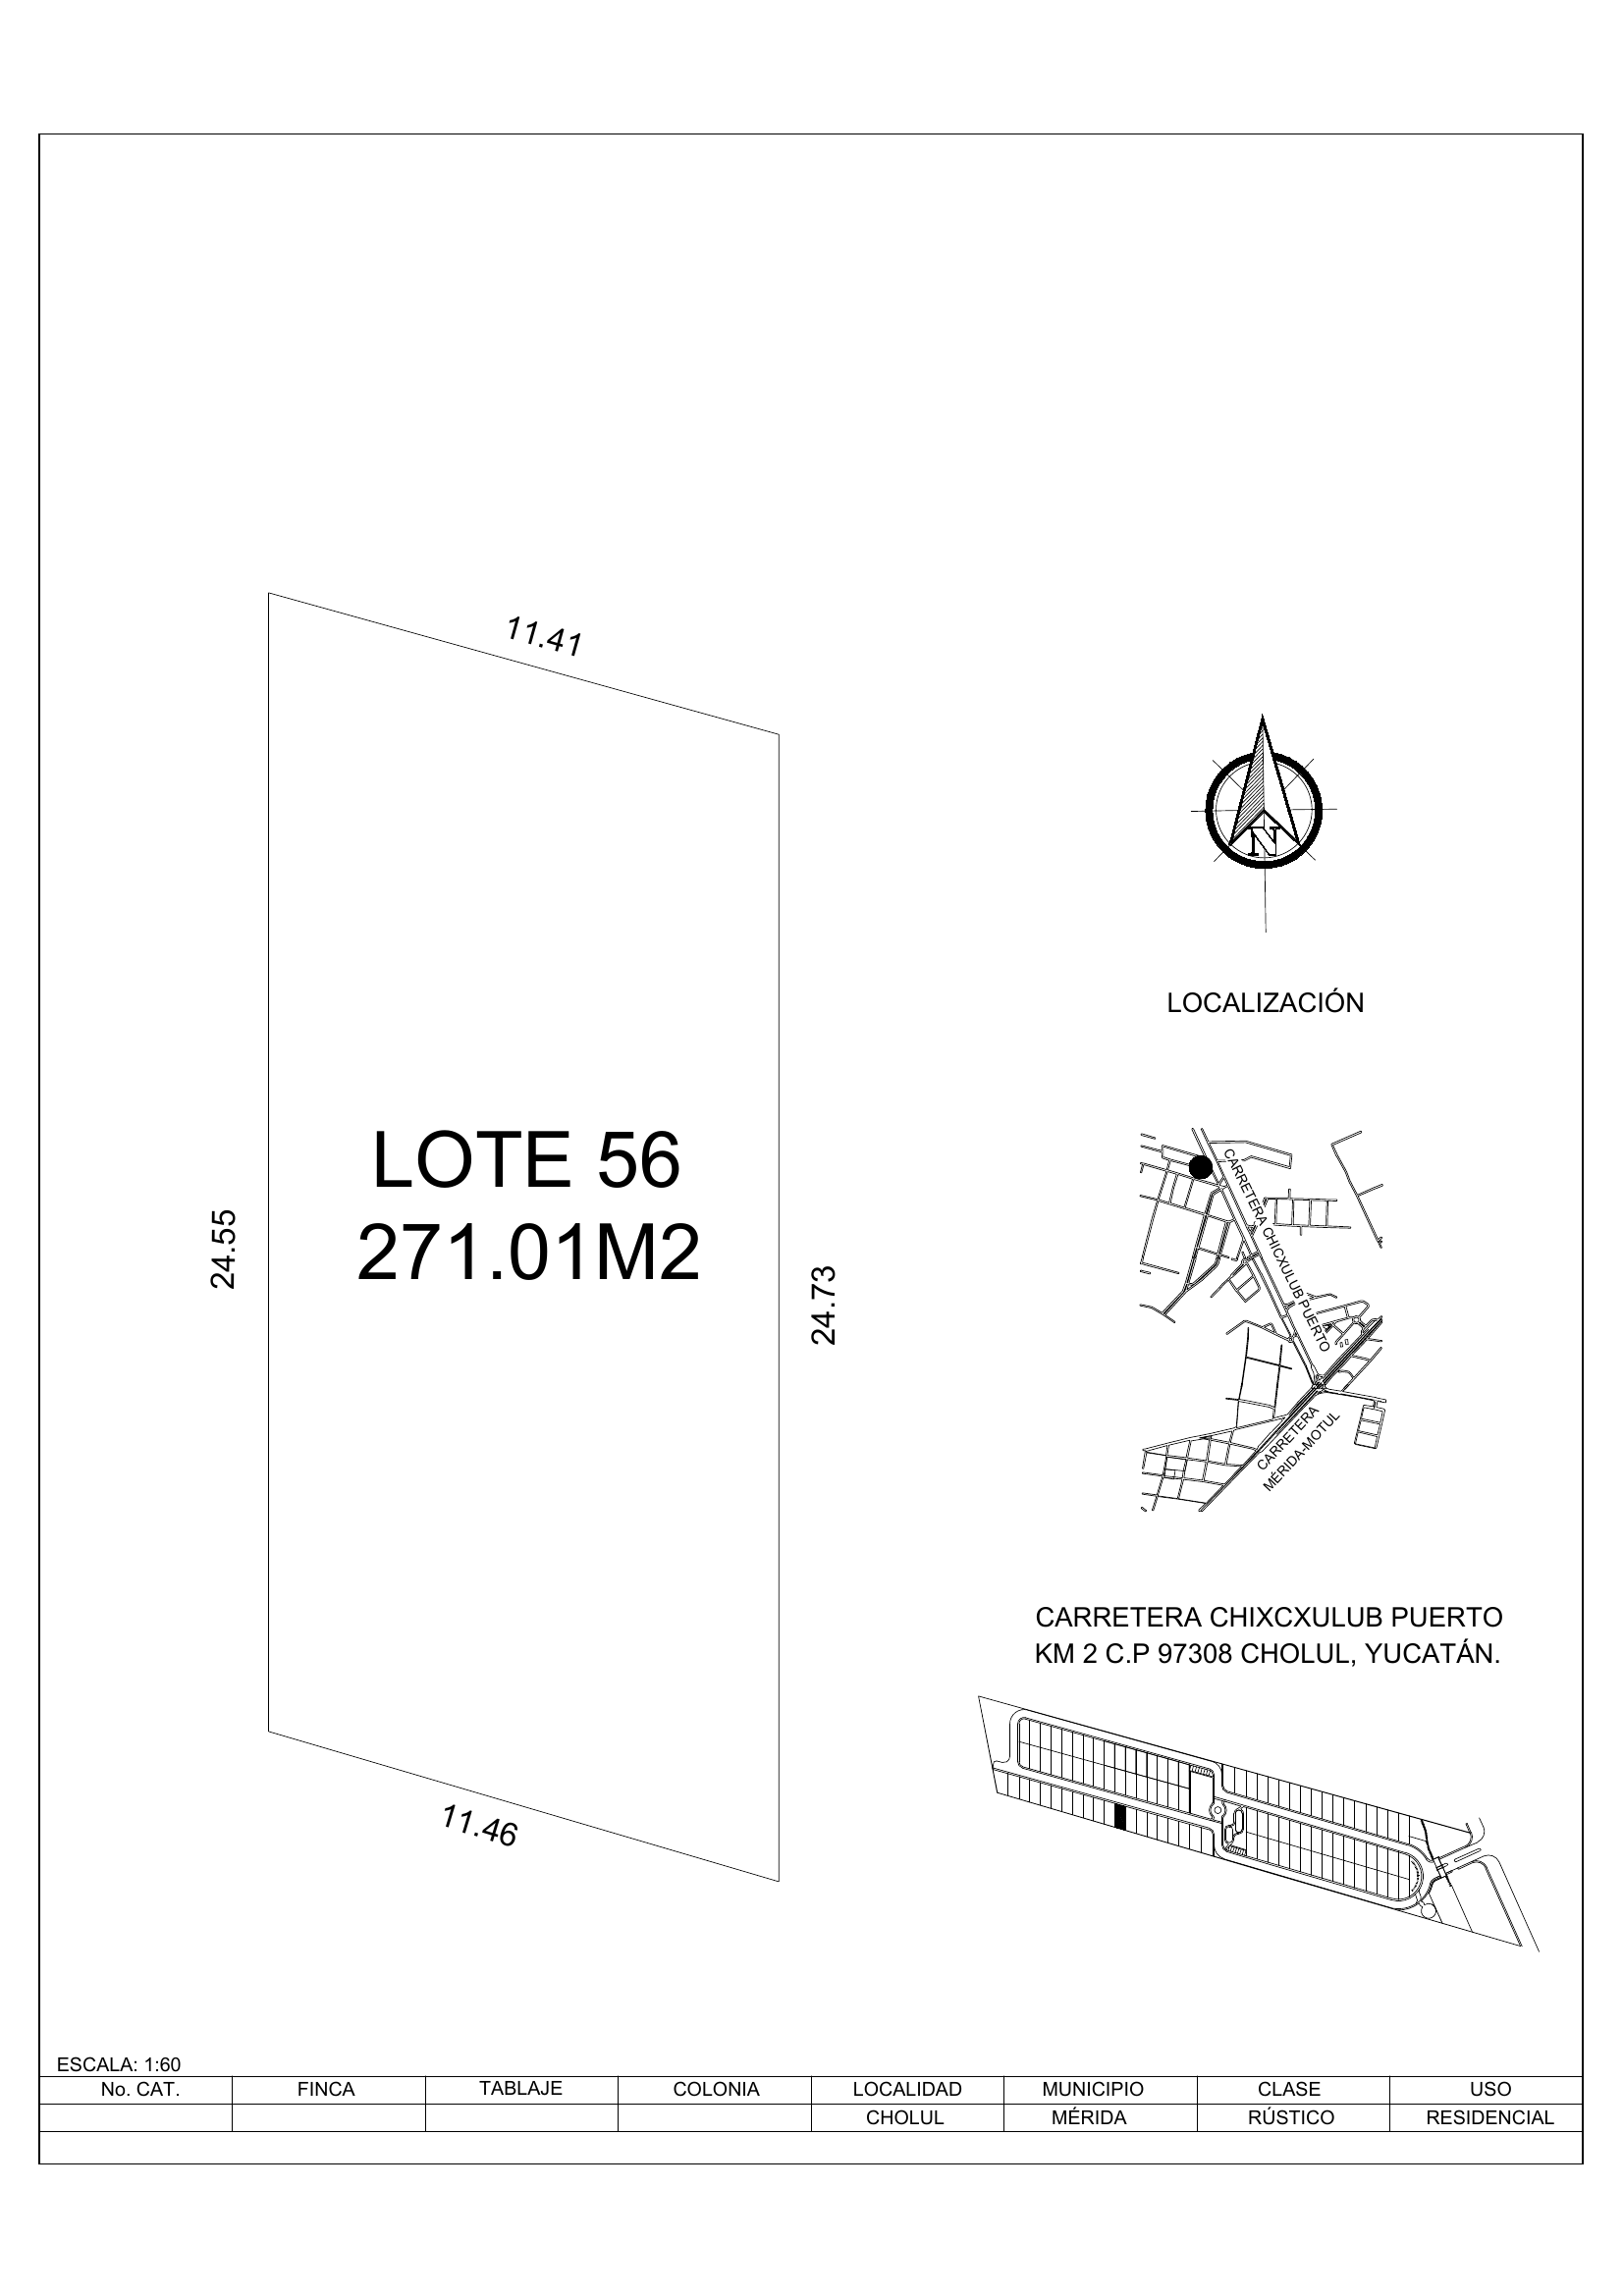 11.41
N
LOCALIZACIÓN
LOTE 56
271.01M2
24.55
24.73
CARRETERA CHICXULUB PUERTO
CARRETERA
MÉRIDA-MOTUL
CARRETERA CHIXCXULUB PUERTO
KM 2 C.P 97308 CHOLUL, YUCATÁN.
11.46
ESCALA: 1:60
No. CAT. FINCA TABLAJE COLONIA LOCALIDAD MUNICIPIO CLASE USO
CHOLUL MÉRIDA RÚSTICO RESIDENCIAL